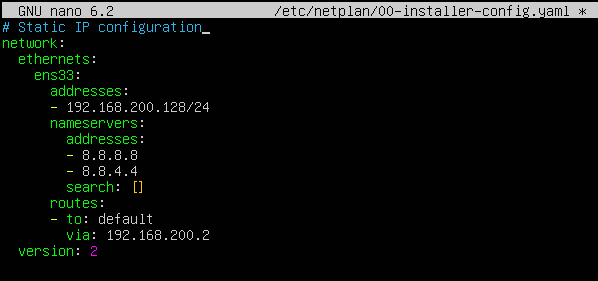 GNU nano 6.2 /etc/netplan/00-installer-config.yaml *
# Static IP configuration
network:
  ethernets:
    ens33:
      addresses:
      - 192.168.200.128/24
      nameservers:
        addresses:
        - 8.8.8.8
        - 8.8.4.4
        search: []
      routes:
      - to: default
        via: 192.168.200.2
  version: 2